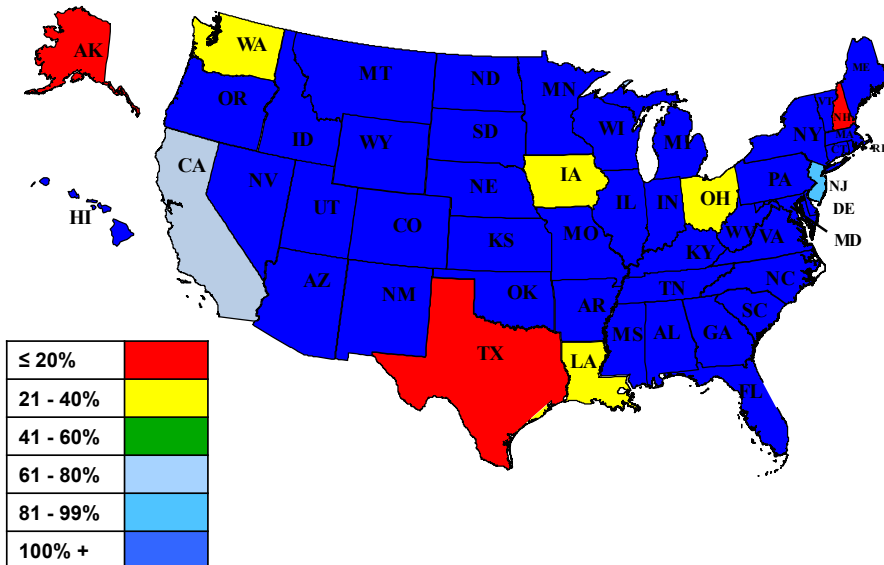 AK
WA
MT
ND
MN
ME
OR
ID
WY
SD
WI
MI
NY
VT
NH
MA
CT
RI
CA
NV
UT
CO
NE
IA
IL
IN
OH
PA
NJ
DE
MD
HI
KS
MO
KY
WV
VA
AZ
NM
OK
AR
TN
NC
SC
TX
LA
MS
AL
GA
FL
≤ 20%
21 - 40%
41 - 60%
61 - 80%
81 - 99%
100% +